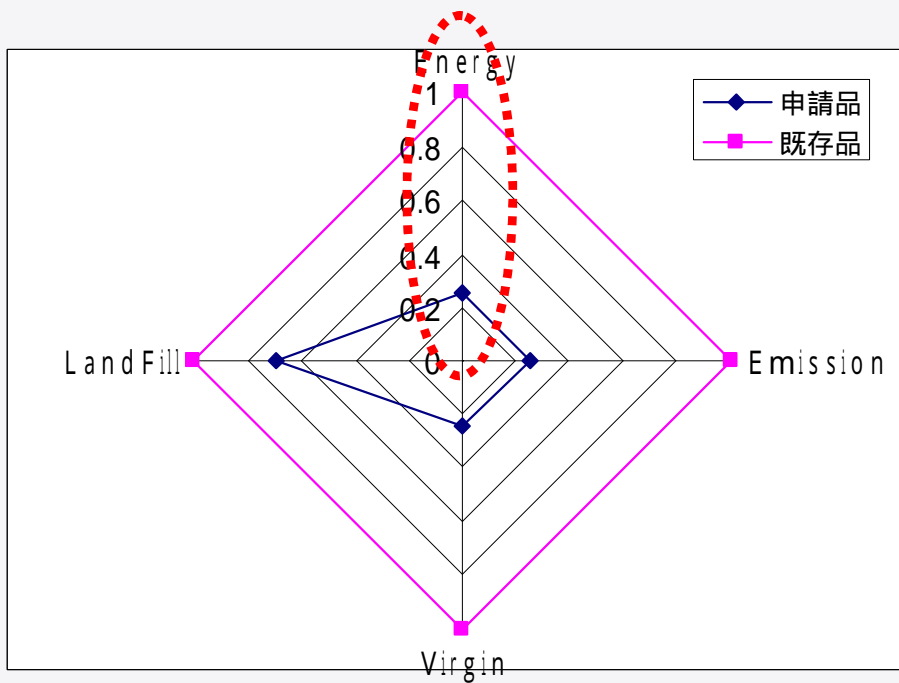 Energy
1
0.8
0.6
0.4
0.2
0
申請品
既存品
LandFill
Emission
Virgin